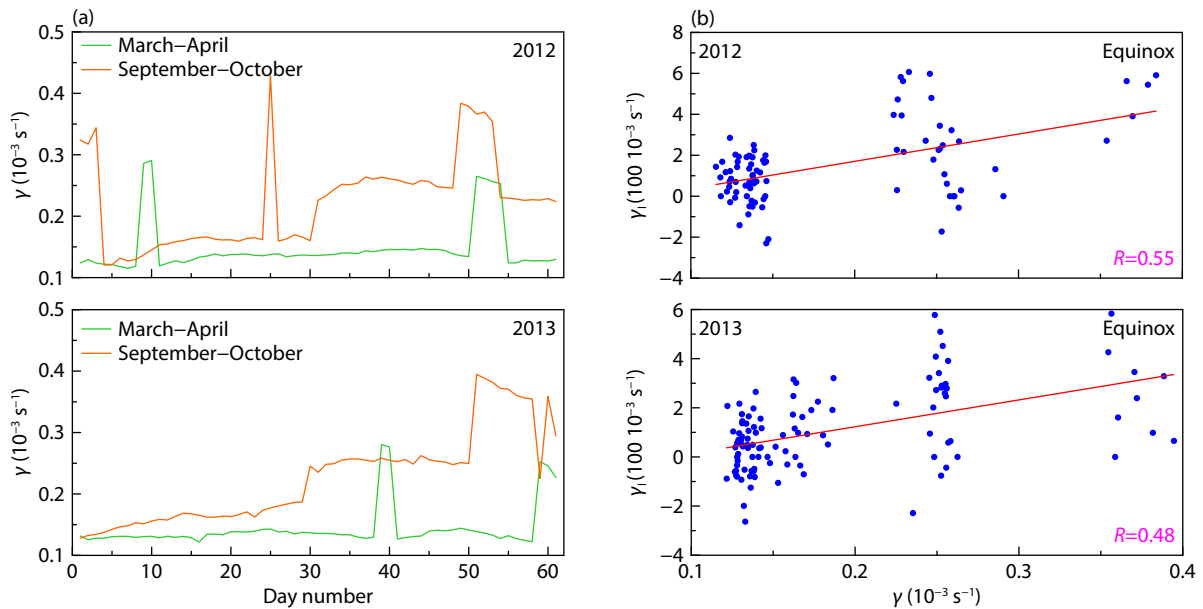 (a)
0.5
0.4
0.3
0.2
0.1
γ (10⁻³ s⁻¹)
March–April
September–October
2012
0.5
0.4
0.3
0.2
0.1
γ (10⁻³ s⁻¹)
March–April
September–October
2013
0 10 20 30 40 50 60
Day number
(b)
8
6
4
2
0
−2
−4
γ₁ (100 10⁻³ s⁻¹)
2012
Equinox
R=0.55
6
4
2
0
−2
−4
γ₁ (100 10⁻³ s⁻¹)
2013
Equinox
R=0.48
0.1 0.2 0.3 0.4
γ (10⁻³ s⁻¹)